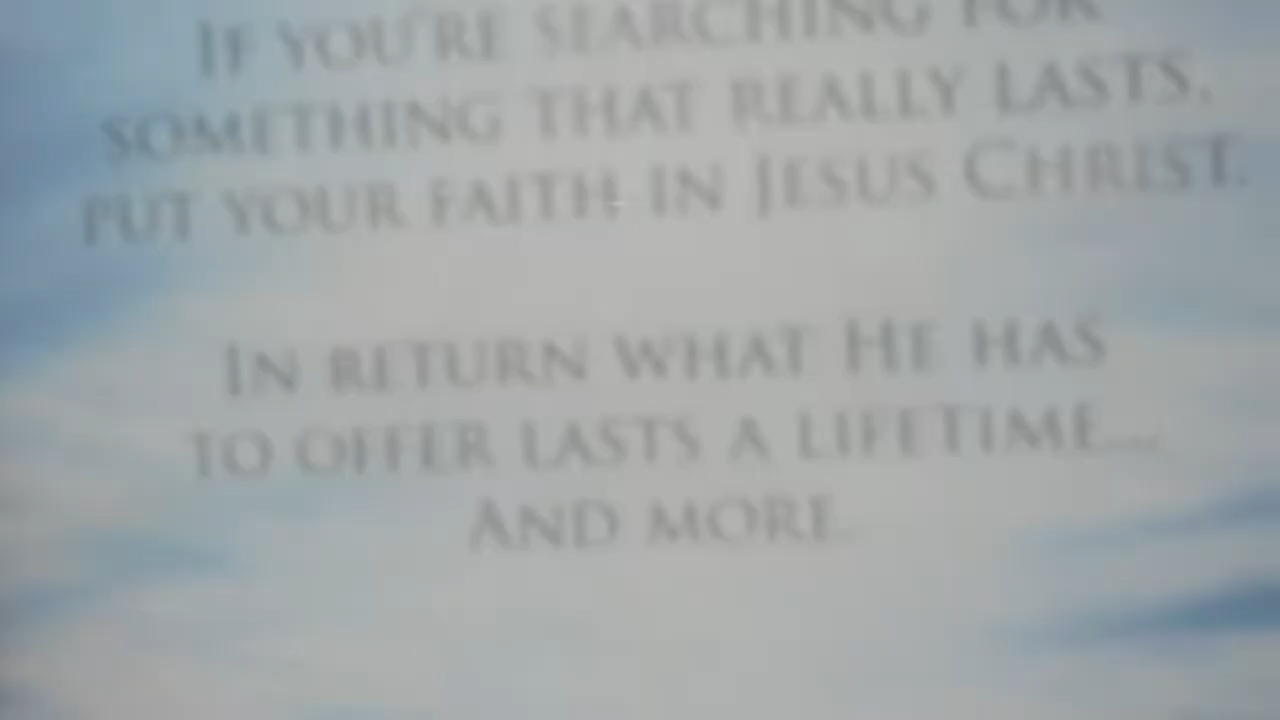 IF YOU'RE SEARCHING FOR
SOMETHING THAT REALLY LASTS,
PUT YOUR FAITH IN JESUS CHRIST.
IN RETURN WHAT HE HAS
TO OFFER LASTS A LIFETIME...
AND MORE.